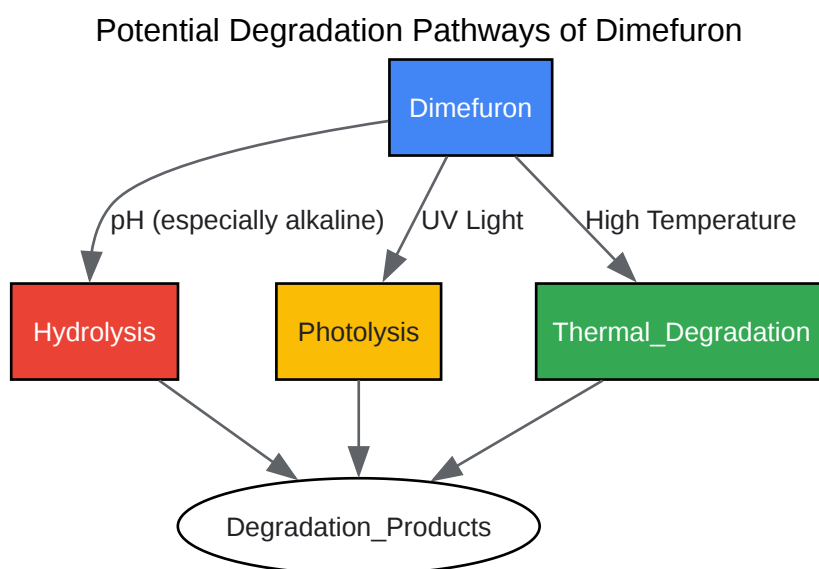 Potential Degradation Pathways of Dimefuron
Dimefuron
pH (especially alkaline)
UV Light
High Temperature
Hydrolysis
Photolysis
Thermal_Degradation
Degradation_Products